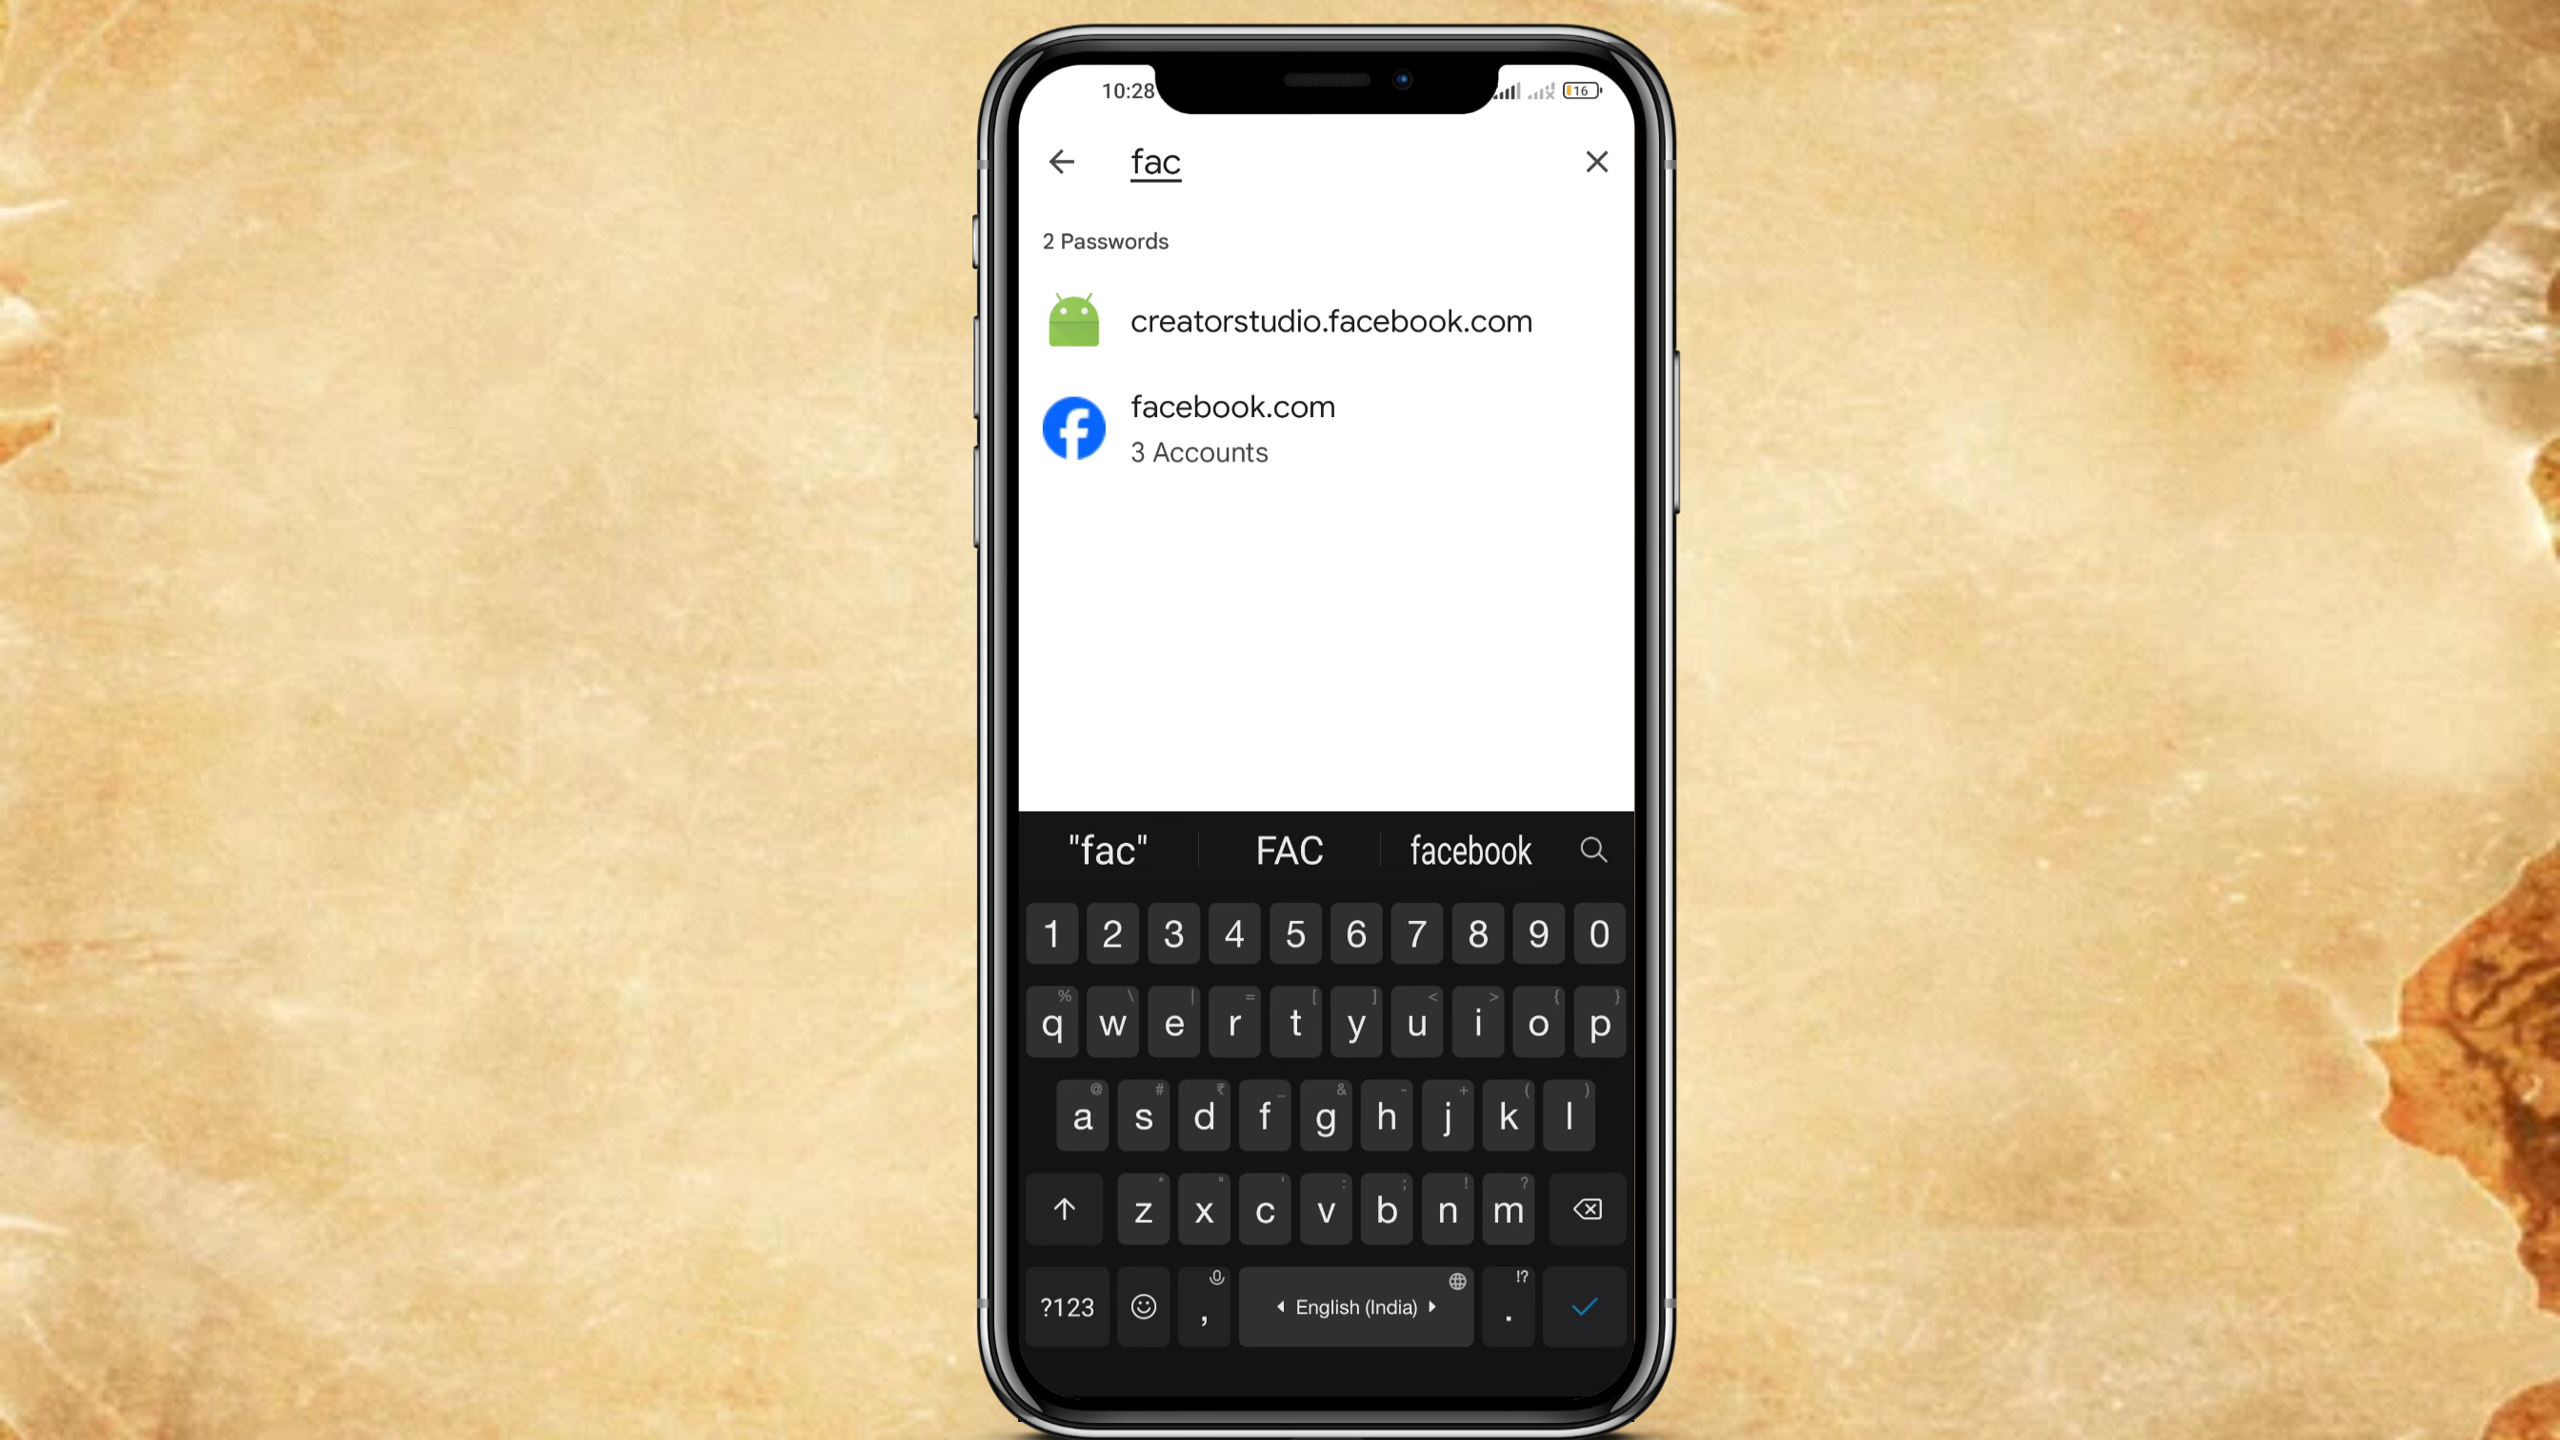 10:28
16
fac
2 Passwords
creatorstudio.facebook.com
facebook.com
3 Accounts
"fac" FAC facebook
1 2 3 4 5 6 7 8 9 0
% \ | = [ ] < > { }
q w e r t y u i o p
@ # ₹ _ & - + ( )
a s d f g h j k l
* " ' : ; ! ?
z x c v b n m
!?
?123 , English (India) .